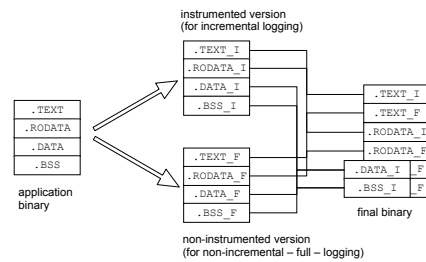 instrumented version
(for incremental logging)
.TEXT_I
.RODATA_I
.DATA_I
.BSS_I
.TEXT
.RODATA
.DATA
.BSS
application
binary
.TEXT_F
.RODATA_F
.DATA_F
.BSS_F
non-instrumented version
(for non-incremental – full – logging)
.TEXT_I
.TEXT_F
.RODATA_I
.RODATA_F
.DATA_I _F
.BSS_I _F
final binary